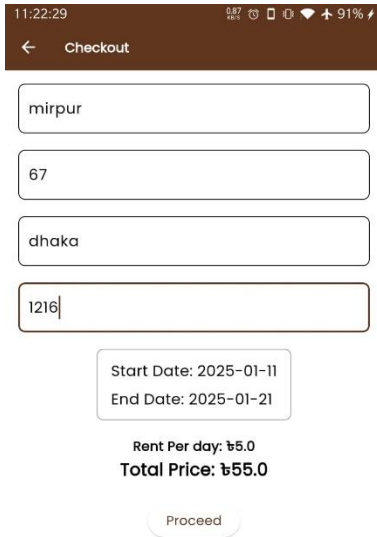 11:22:29 0.87 KB/S 91%
Checkout
mirpur
67
dhaka
1216
Start Date: 2025-01-11
End Date: 2025-01-21
Rent Per day: ৳5.0
Total Price: ৳55.0
Proceed